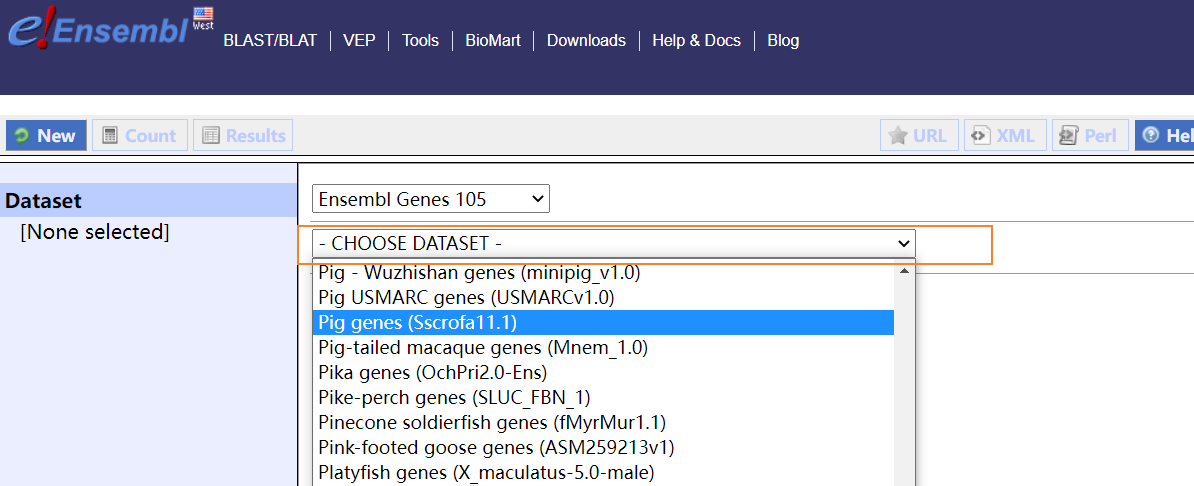 e!Ensembl West
BLAST/BLAT | VEP | Tools | BioMart | Downloads | Help & Docs | Blog
New Count Results URL XML Perl Hel
Dataset
[None selected]
Ensembl Genes 105
- CHOOSE DATASET -
Pig - Wuzhishan genes (minipig_v1.0)
Pig USMARC genes (USMARCv1.0)
Pig genes (Sscrofa11.1)
Pig-tailed macaque genes (Mnem_1.0)
Pika genes (OchPri2.0-Ens)
Pike-perch genes (SLUC_FBN_1)
Pinecone soldierfish genes (fMyrMur1.1)
Pink-footed goose genes (ASM259213v1)
Platyfish genes (X_maculatus-5.0-male)